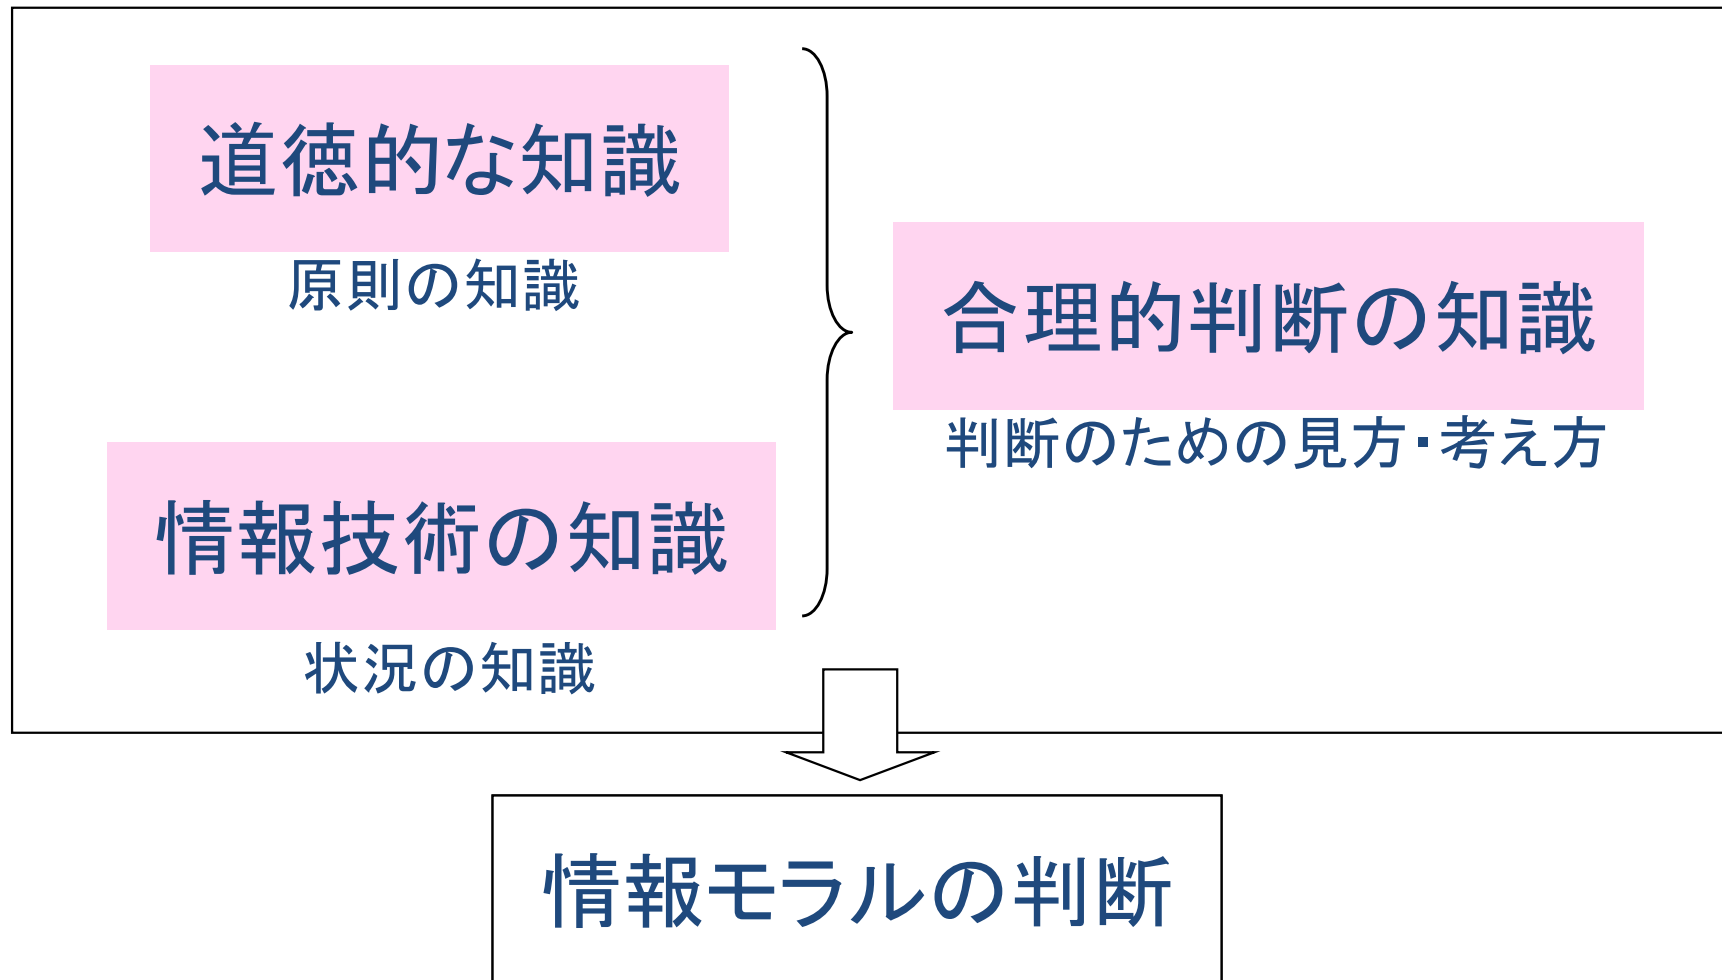 道徳的な知識
原則の知識
情報技術の知識
状況の知識
合理的判断の知識
判断のための見方・考え方
情報モラルの判断